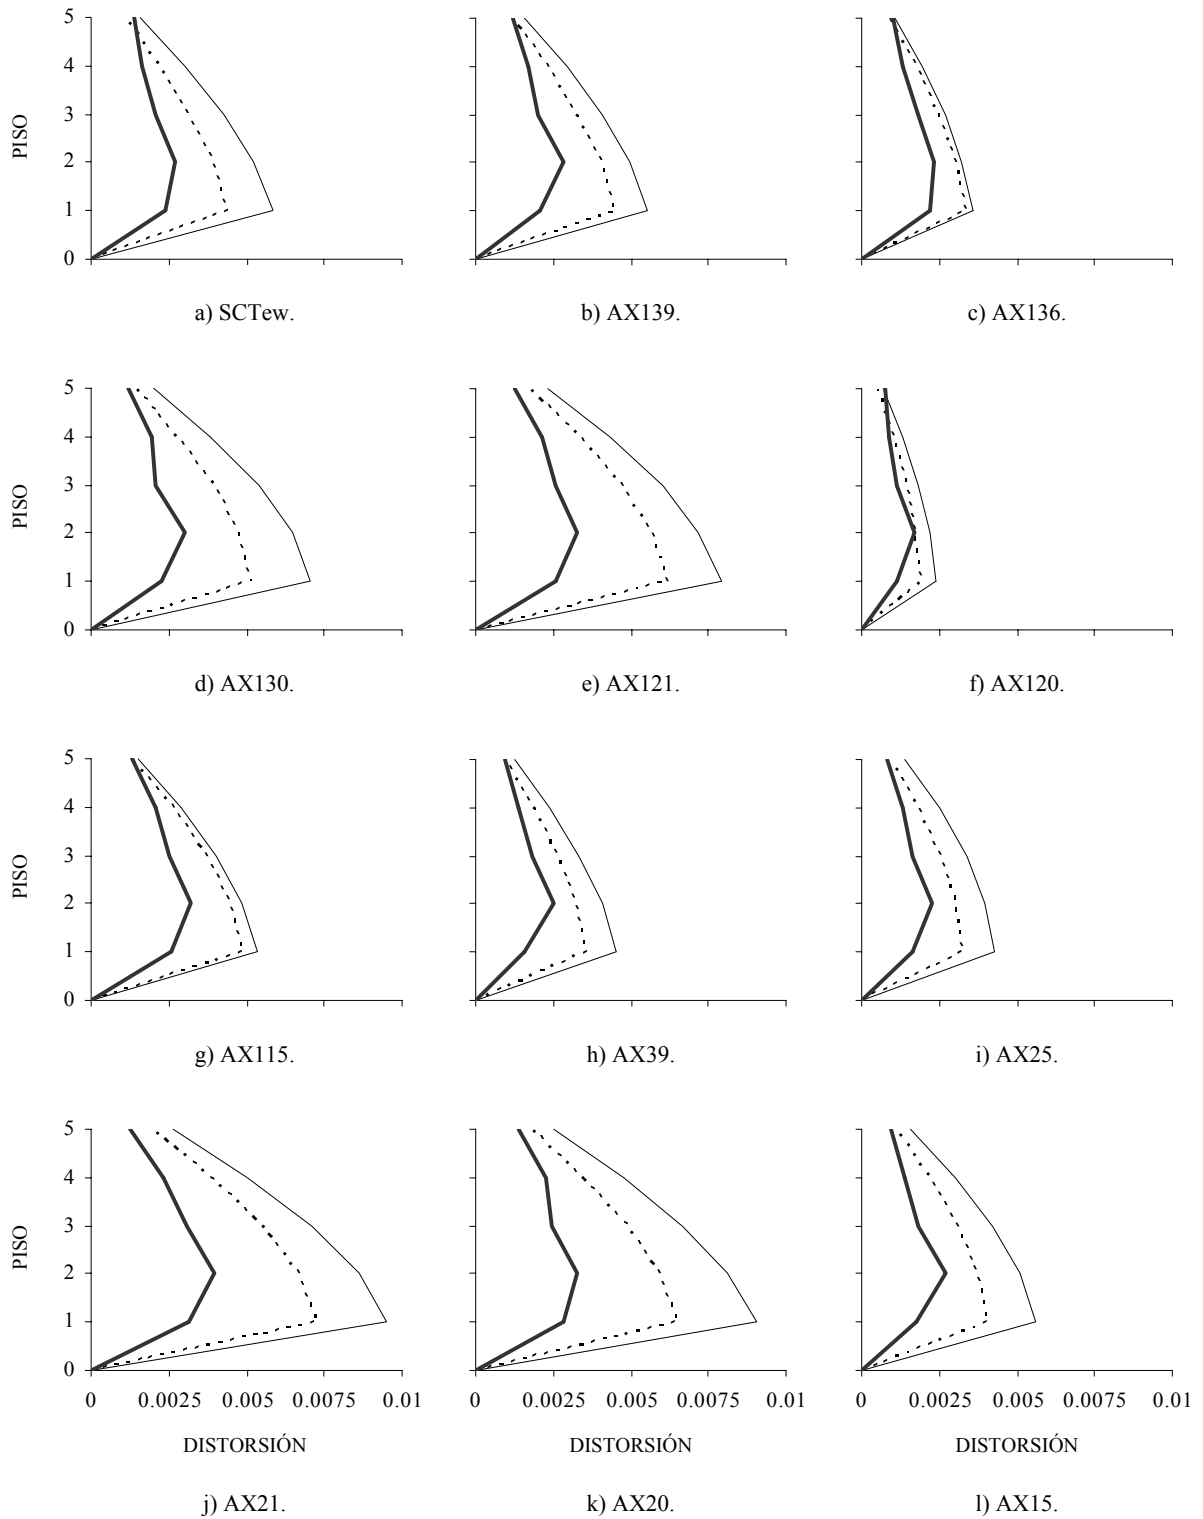 5
4
3
2
1
0
PISO
a) SCTew.
b) AX139.
c) AX136.
5
4
3
2
1
0
PISO
d) AX130.
e) AX121.
f) AX120.
5
4
3
2
1
0
PISO
g) AX115.
h) AX39.
i) AX25.
5
4
3
2
1
0
PISO
0 0.0025 0.005 0.0075 0.01
0 0.0025 0.005 0.0075 0.01
0 0.0025 0.005 0.0075 0.01
DISTORSIÓN
DISTORSIÓN
DISTORSIÓN
j) AX21.
k) AX20.
l) AX15.